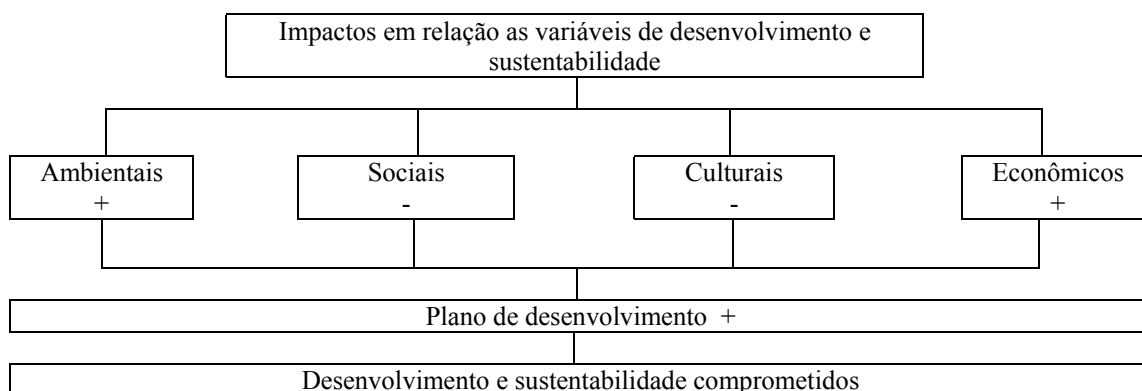 Impactos em relação as variáveis de desenvolvimento e
sustentabilidade
Ambientais
+
Sociais
-
Culturais
-
Econômicos
+
Plano de desenvolvimento +
Desenvolvimento e sustentabilidade comprometidos